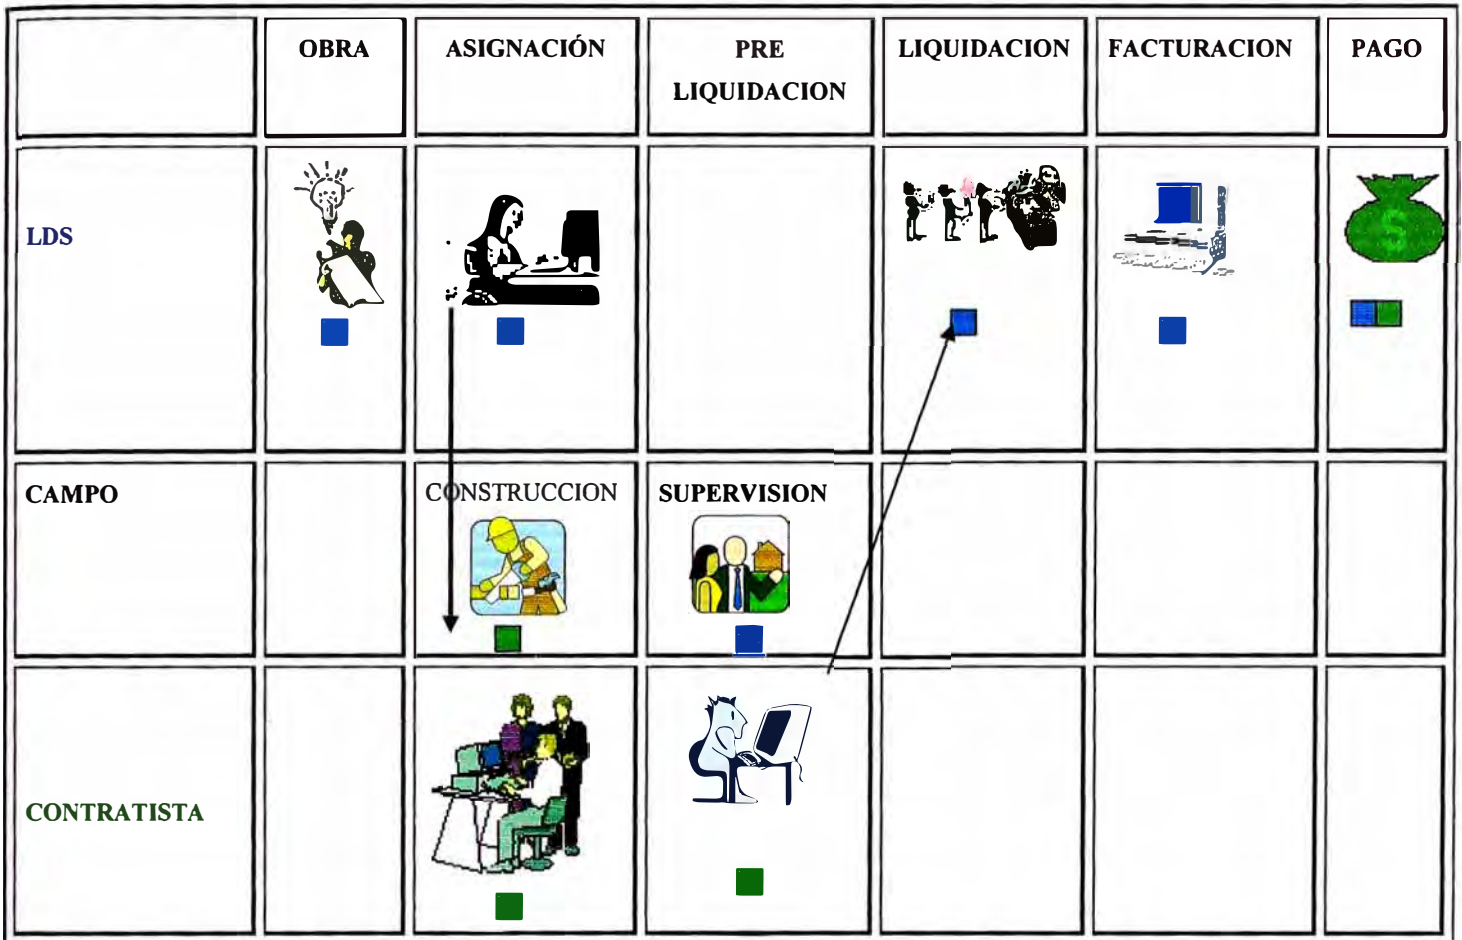 OBRA
ASIGNACIÓN
PRE
LIQUIDACION
LIQUIDACION
FACTURACION
PAGO
LDS
$
CAMPO
CONSTRUCCION
SUPERVISION
CONTRATISTA